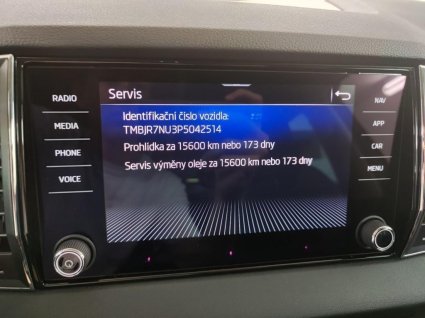 Servis
RADIO
MEDIA
PHONE
VOICE
Identifikační číslo vozidla:
TMBJR7NU3P5042514
Prohlídka za 15600 km nebo 173 dny
Servis výměny oleje za 15600 km nebo 173 dny
NAV
APP
CAR
MENU